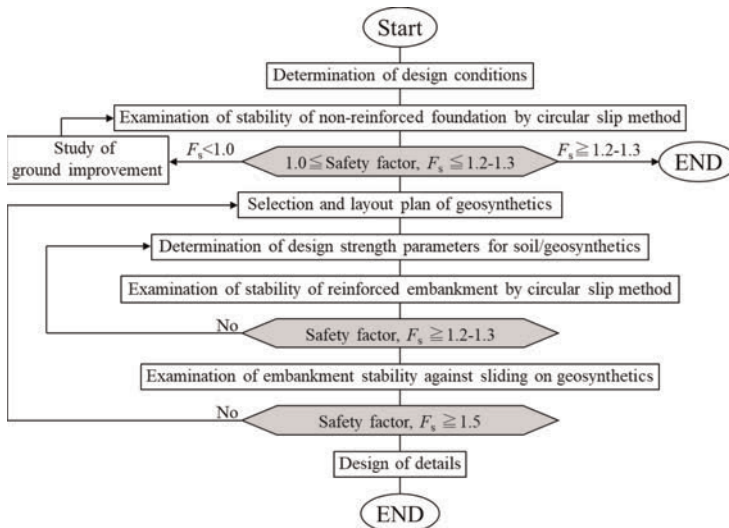 Start
Determination of design conditions
Examination of stability of non-reinforced foundation by circular slip method
Study of
ground improvement
Fs<1.0
1.0≦Safety factor, Fs≦1.2-1.3
Fs≧1.2-1.3
END
Selection and layout plan of geosynthetics
Determination of design strength parameters for soil/geosynthetics
Examination of stability of reinforced embankment by circular slip method
No
Safety factor, Fs≧1.2-1.3
Examination of embankment stability against sliding on geosynthetics
No
Safety factor, Fs≧1.5
Design of details
END